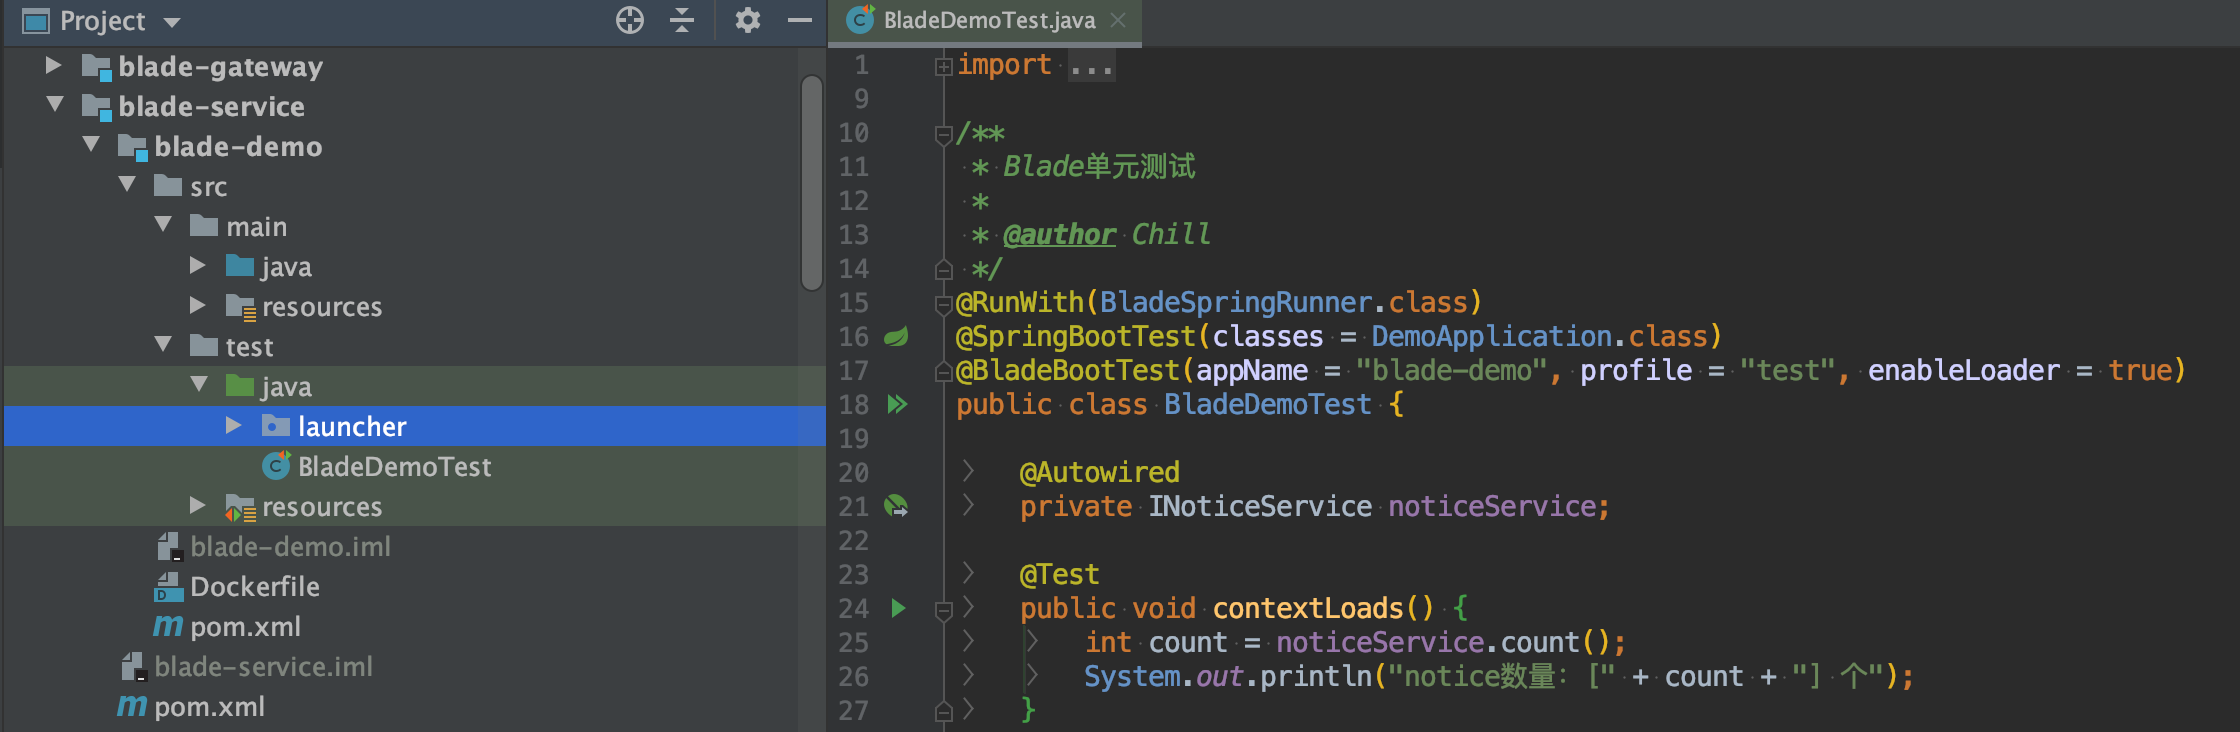 Project
blade-gateway
blade-service
blade-demo
src
main
java
resources
test
java
launcher
BladeDemoTest
resources
blade-demo.iml
Dockerfile
pom.xml
blade-service.iml
pom.xml
BladeDemoTest.java
1 import ...
9
10 /**
11 * Blade单元测试
12 *
13 * @author Chill
14 */
15 @RunWith(BladeSpringRunner.class)
16 @SpringBootTest(classes = DemoApplication.class)
17 @BladeBootTest(appName = "blade-demo", profile = "test", enableLoader = true)
18 public class BladeDemoTest {
19
20 @Autowired
21 private INoticeService noticeService;
22
23 @Test
24 public void contextLoads() {
25 int count = noticeService.count();
26 System.out.println("notice数量：[" + count + "] 个");
27 }